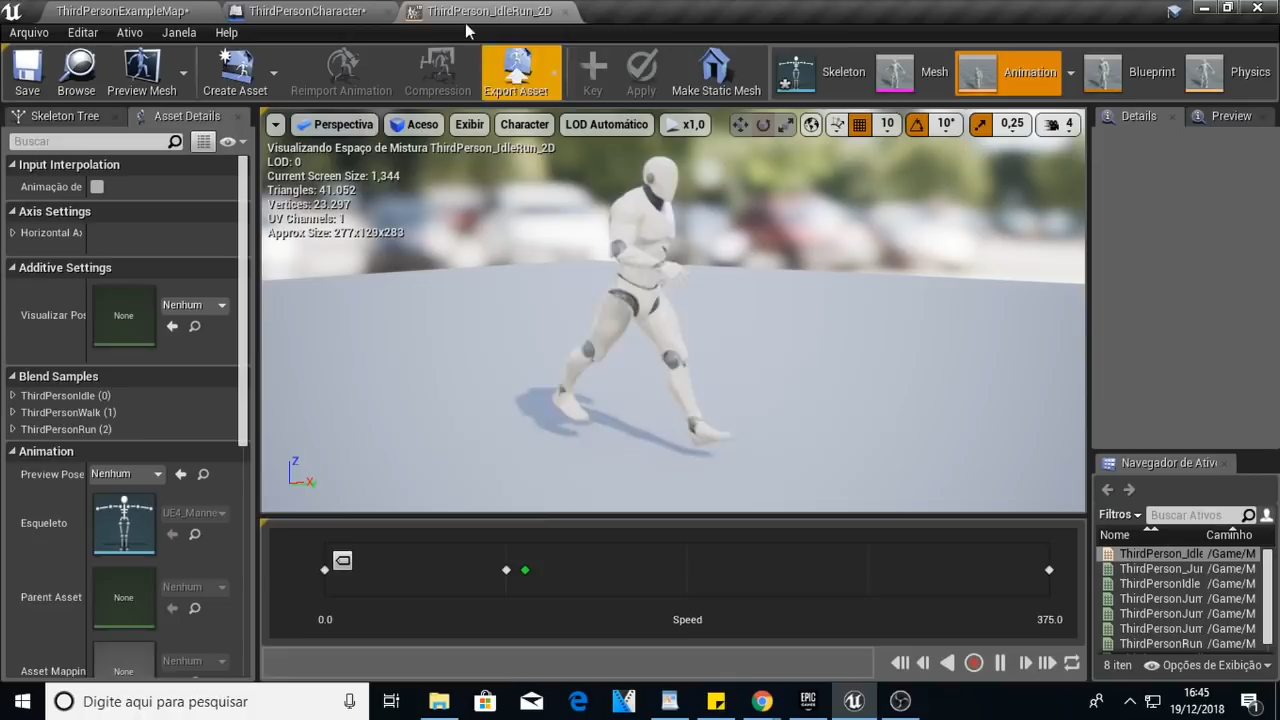 ThirdPersonExampleMap*
ThirdPersonCharacter*
ThirdPerson_IdleRun_2D
Arquivo Editar Ativo Janela Help
Save Browse Preview Mesh Create Asset Reimport Animation Compression Export Asset Key Apply Make Static Mesh Skeleton Mesh Animation Blueprint Physics
Skeleton Tree Asset Details
Buscar
Input Interpolation
Animação de
Axis Settings
Horizontal Ax
Additive Settings
Visualizar Pos
None
Nenhum
Blend Samples
ThirdPersonIdle (0)
ThirdPersonWalk (1)
ThirdPersonRun (2)
Animation
Preview Pose Nenhum
Esqueleto UE4_Manne
Parent Asset None Nenhum
Asset Mappin None Nenhum
Perspectiva Aceso Exibir Character LOD Automático x1,0 10 10° 0,25 4
Visualizando Espaço de Mistura ThirdPerson_IdleRun_2D
LOD: 0
Current Screen Size: 1,344
Triangles: 41.052
Vertices: 23.297
UV Channels: 1
Approx Size: 277x129x283
Z
X
0.0 Speed 375.0
Details Preview
Navegador de Ativ
Filtros Buscar Ativos
Nome Caminho
ThirdPerson_Idle /Game/M
ThirdPerson_Jur /Game/M
ThirdPersonIdle /Game/M
ThirdPersonJur /Game/M
ThirdPersonJur /Game/M
ThirdPersonJur /Game/M
ThirdPersonRun /Game/M
8 iten Opções de Exibição
Digite aqui para pesquisar
EPIC GAMES
16:45
19/12/2018